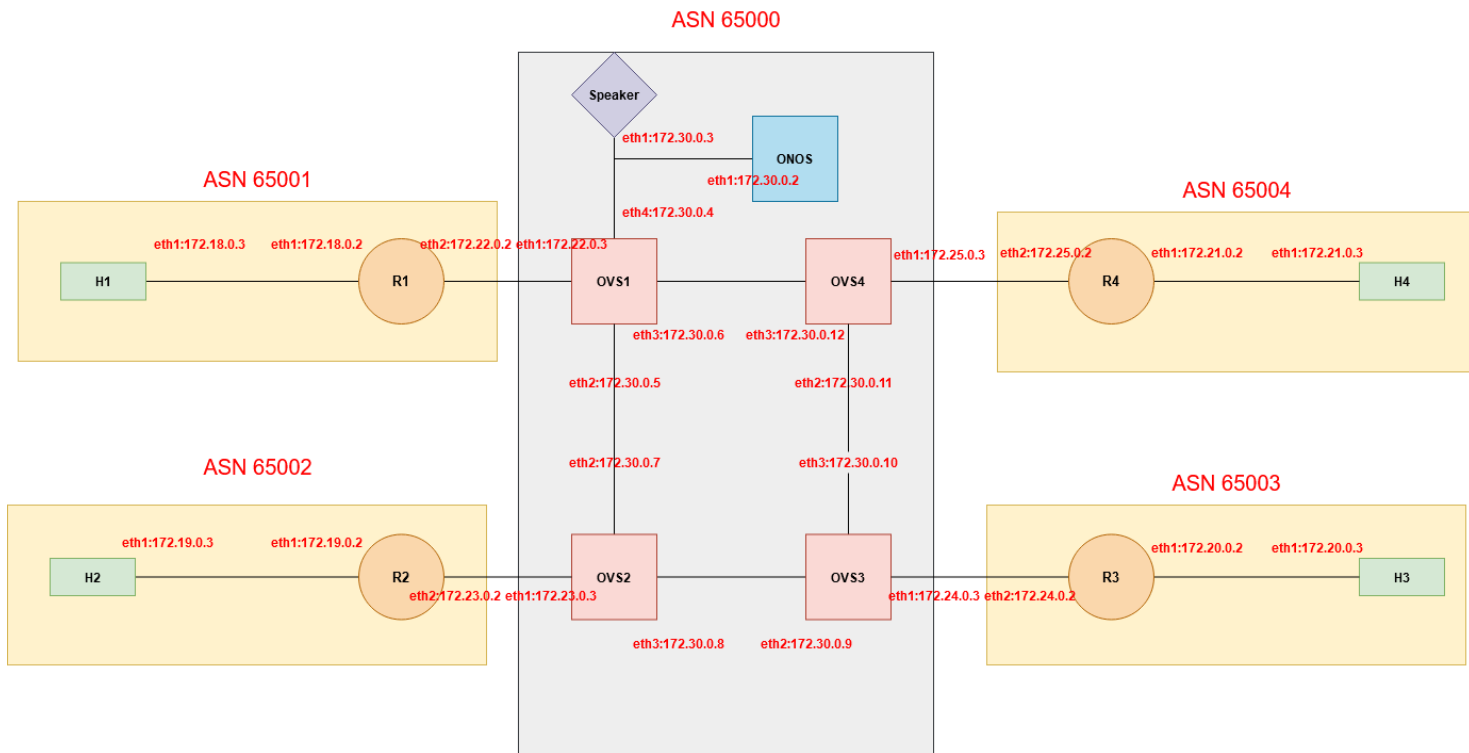 ASN 65000
Speaker
eth1:172.30.0.3
ONOS
eth1:172.30.0.2
eth4:172.30.0.4
ASN 65001
eth1:172.18.0.3
eth1:172.18.0.2
eth2:172.22.0.2
eth1:172.22.0.3
H1
R1
OVS1
OVS4
ASN 65004
eth1:172.25.0.3
eth2:172.25.0.2
eth1:172.21.0.2
eth1:172.21.0.3
R4
H4
eth3:172.30.0.6
eth3:172.30.0.12
eth2:172.30.0.5
eth2:172.30.0.11
eth2:172.30.0.7
eth3:172.30.0.10
ASN 65002
eth1:172.19.0.3
eth1:172.19.0.2
H2
R2
eth2:172.23.0.2
eth1:172.23.0.3
OVS2
OVS3
ASN 65003
eth1:172.20.0.2
eth1:172.20.0.3
R3
H3
eth1:172.24.0.3
eth2:172.24.0.2
eth3:172.30.0.8
eth2:172.30.0.9